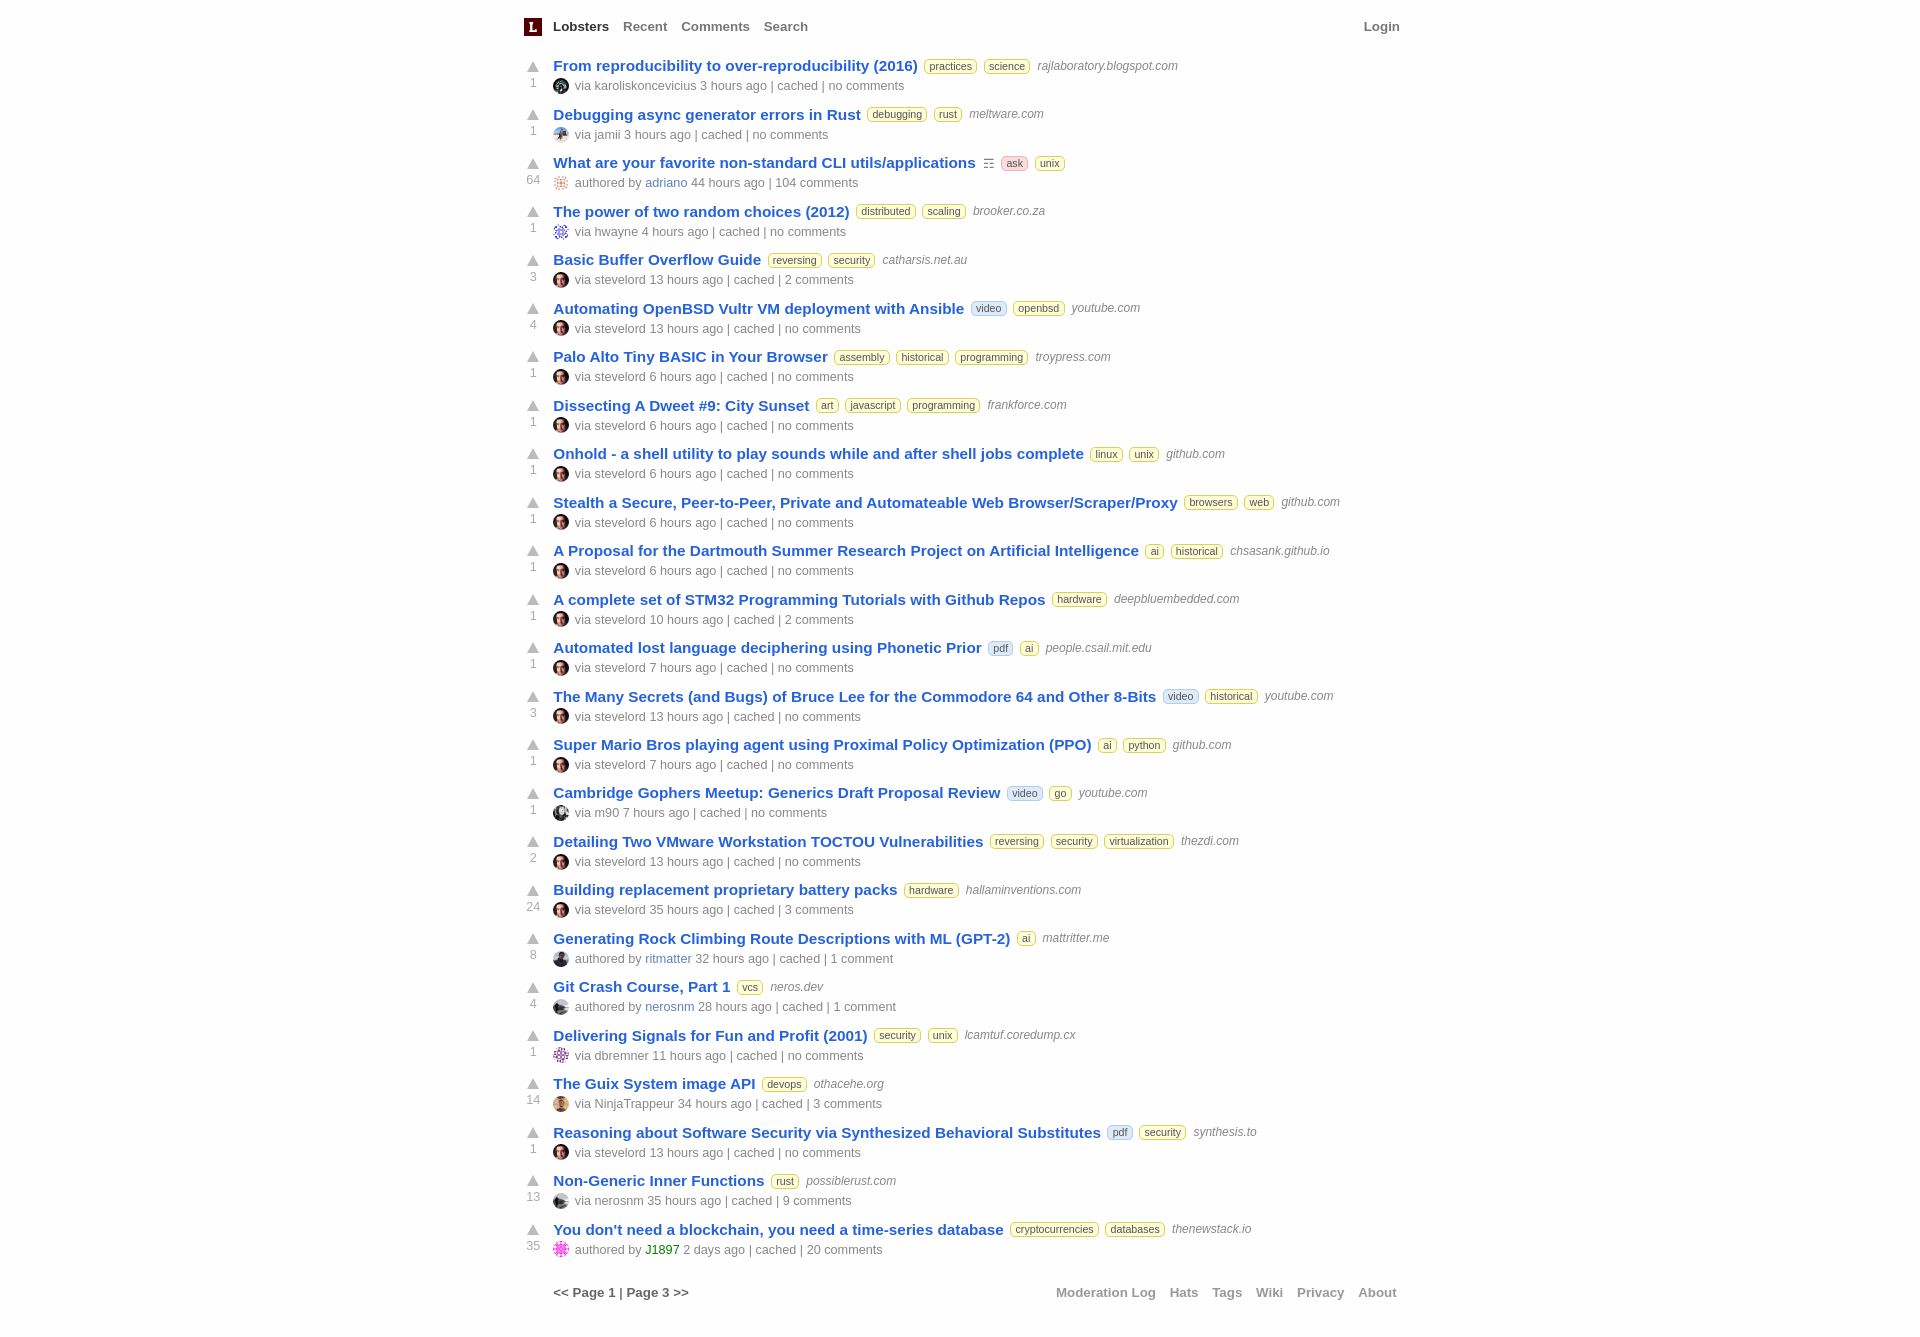 L Lobsters Recent Comments Search Login
From reproducibility to over-reproducibility (2016) practices science rajlaboratory.blogspot.com
1 via karoliskoncevicius 3 hours ago | cached | no comments
Debugging async generator errors in Rust debugging rust meltware.com
1 via jamii 3 hours ago | cached | no comments
What are your favorite non-standard CLI utils/applications ☶ ask unix
64 authored by adriano 44 hours ago | 104 comments
The power of two random choices (2012) distributed scaling brooker.co.za
1 via hwayne 4 hours ago | cached | no comments
Basic Buffer Overflow Guide reversing security catharsis.net.au
3 via stevelord 13 hours ago | cached | 2 comments
Automating OpenBSD Vultr VM deployment with Ansible video openbsd youtube.com
4 via stevelord 13 hours ago | cached | no comments
Palo Alto Tiny BASIC in Your Browser assembly historical programming troypress.com
1 via stevelord 6 hours ago | cached | no comments
Dissecting A Dweet #9: City Sunset art javascript programming frankforce.com
1 via stevelord 6 hours ago | cached | no comments
Onhold - a shell utility to play sounds while and after shell jobs complete linux unix github.com
1 via stevelord 6 hours ago | cached | no comments
Stealth a Secure, Peer-to-Peer, Private and Automateable Web Browser/Scraper/Proxy browsers web github.com
1 via stevelord 6 hours ago | cached | no comments
A Proposal for the Dartmouth Summer Research Project on Artificial Intelligence ai historical chsasank.github.io
1 via stevelord 6 hours ago | cached | no comments
A complete set of STM32 Programming Tutorials with Github Repos hardware deepbluembedded.com
1 via stevelord 10 hours ago | cached | 2 comments
Automated lost language deciphering using Phonetic Prior pdf ai people.csail.mit.edu
1 via stevelord 7 hours ago | cached | no comments
The Many Secrets (and Bugs) of Bruce Lee for the Commodore 64 and Other 8-Bits video historical youtube.com
3 via stevelord 13 hours ago | cached | no comments
Super Mario Bros playing agent using Proximal Policy Optimization (PPO) ai python github.com
1 via stevelord 7 hours ago | cached | no comments
Cambridge Gophers Meetup: Generics Draft Proposal Review video go youtube.com
1 via m90 7 hours ago | cached | no comments
Detailing Two VMware Workstation TOCTOU Vulnerabilities reversing security virtualization thezdi.com
2 via stevelord 13 hours ago | cached | no comments
Building replacement proprietary battery packs hardware hallaminventions.com
24 via stevelord 35 hours ago | cached | 3 comments
Generating Rock Climbing Route Descriptions with ML (GPT-2) ai mattritter.me
8 authored by ritmatter 32 hours ago | cached | 1 comment
Git Crash Course, Part 1 vcs neros.dev
4 authored by nerosnm 28 hours ago | cached | 1 comment
Delivering Signals for Fun and Profit (2001) security unix lcamtuf.coredump.cx
1 via dbremner 11 hours ago | cached | no comments
The Guix System image API devops othacehe.org
14 via NinjaTrappeur 34 hours ago | cached | 3 comments
Reasoning about Software Security via Synthesized Behavioral Substitutes pdf security synthesis.to
1 via stevelord 13 hours ago | cached | no comments
Non-Generic Inner Functions rust possiblerust.com
13 via nerosnm 35 hours ago | cached | 9 comments
You don't need a blockchain, you need a time-series database cryptocurrencies databases thenewstack.io
35 authored by J1897 2 days ago | cached | 20 comments
<< Page 1 | Page 3 >> Moderation Log Hats Tags Wiki Privacy About